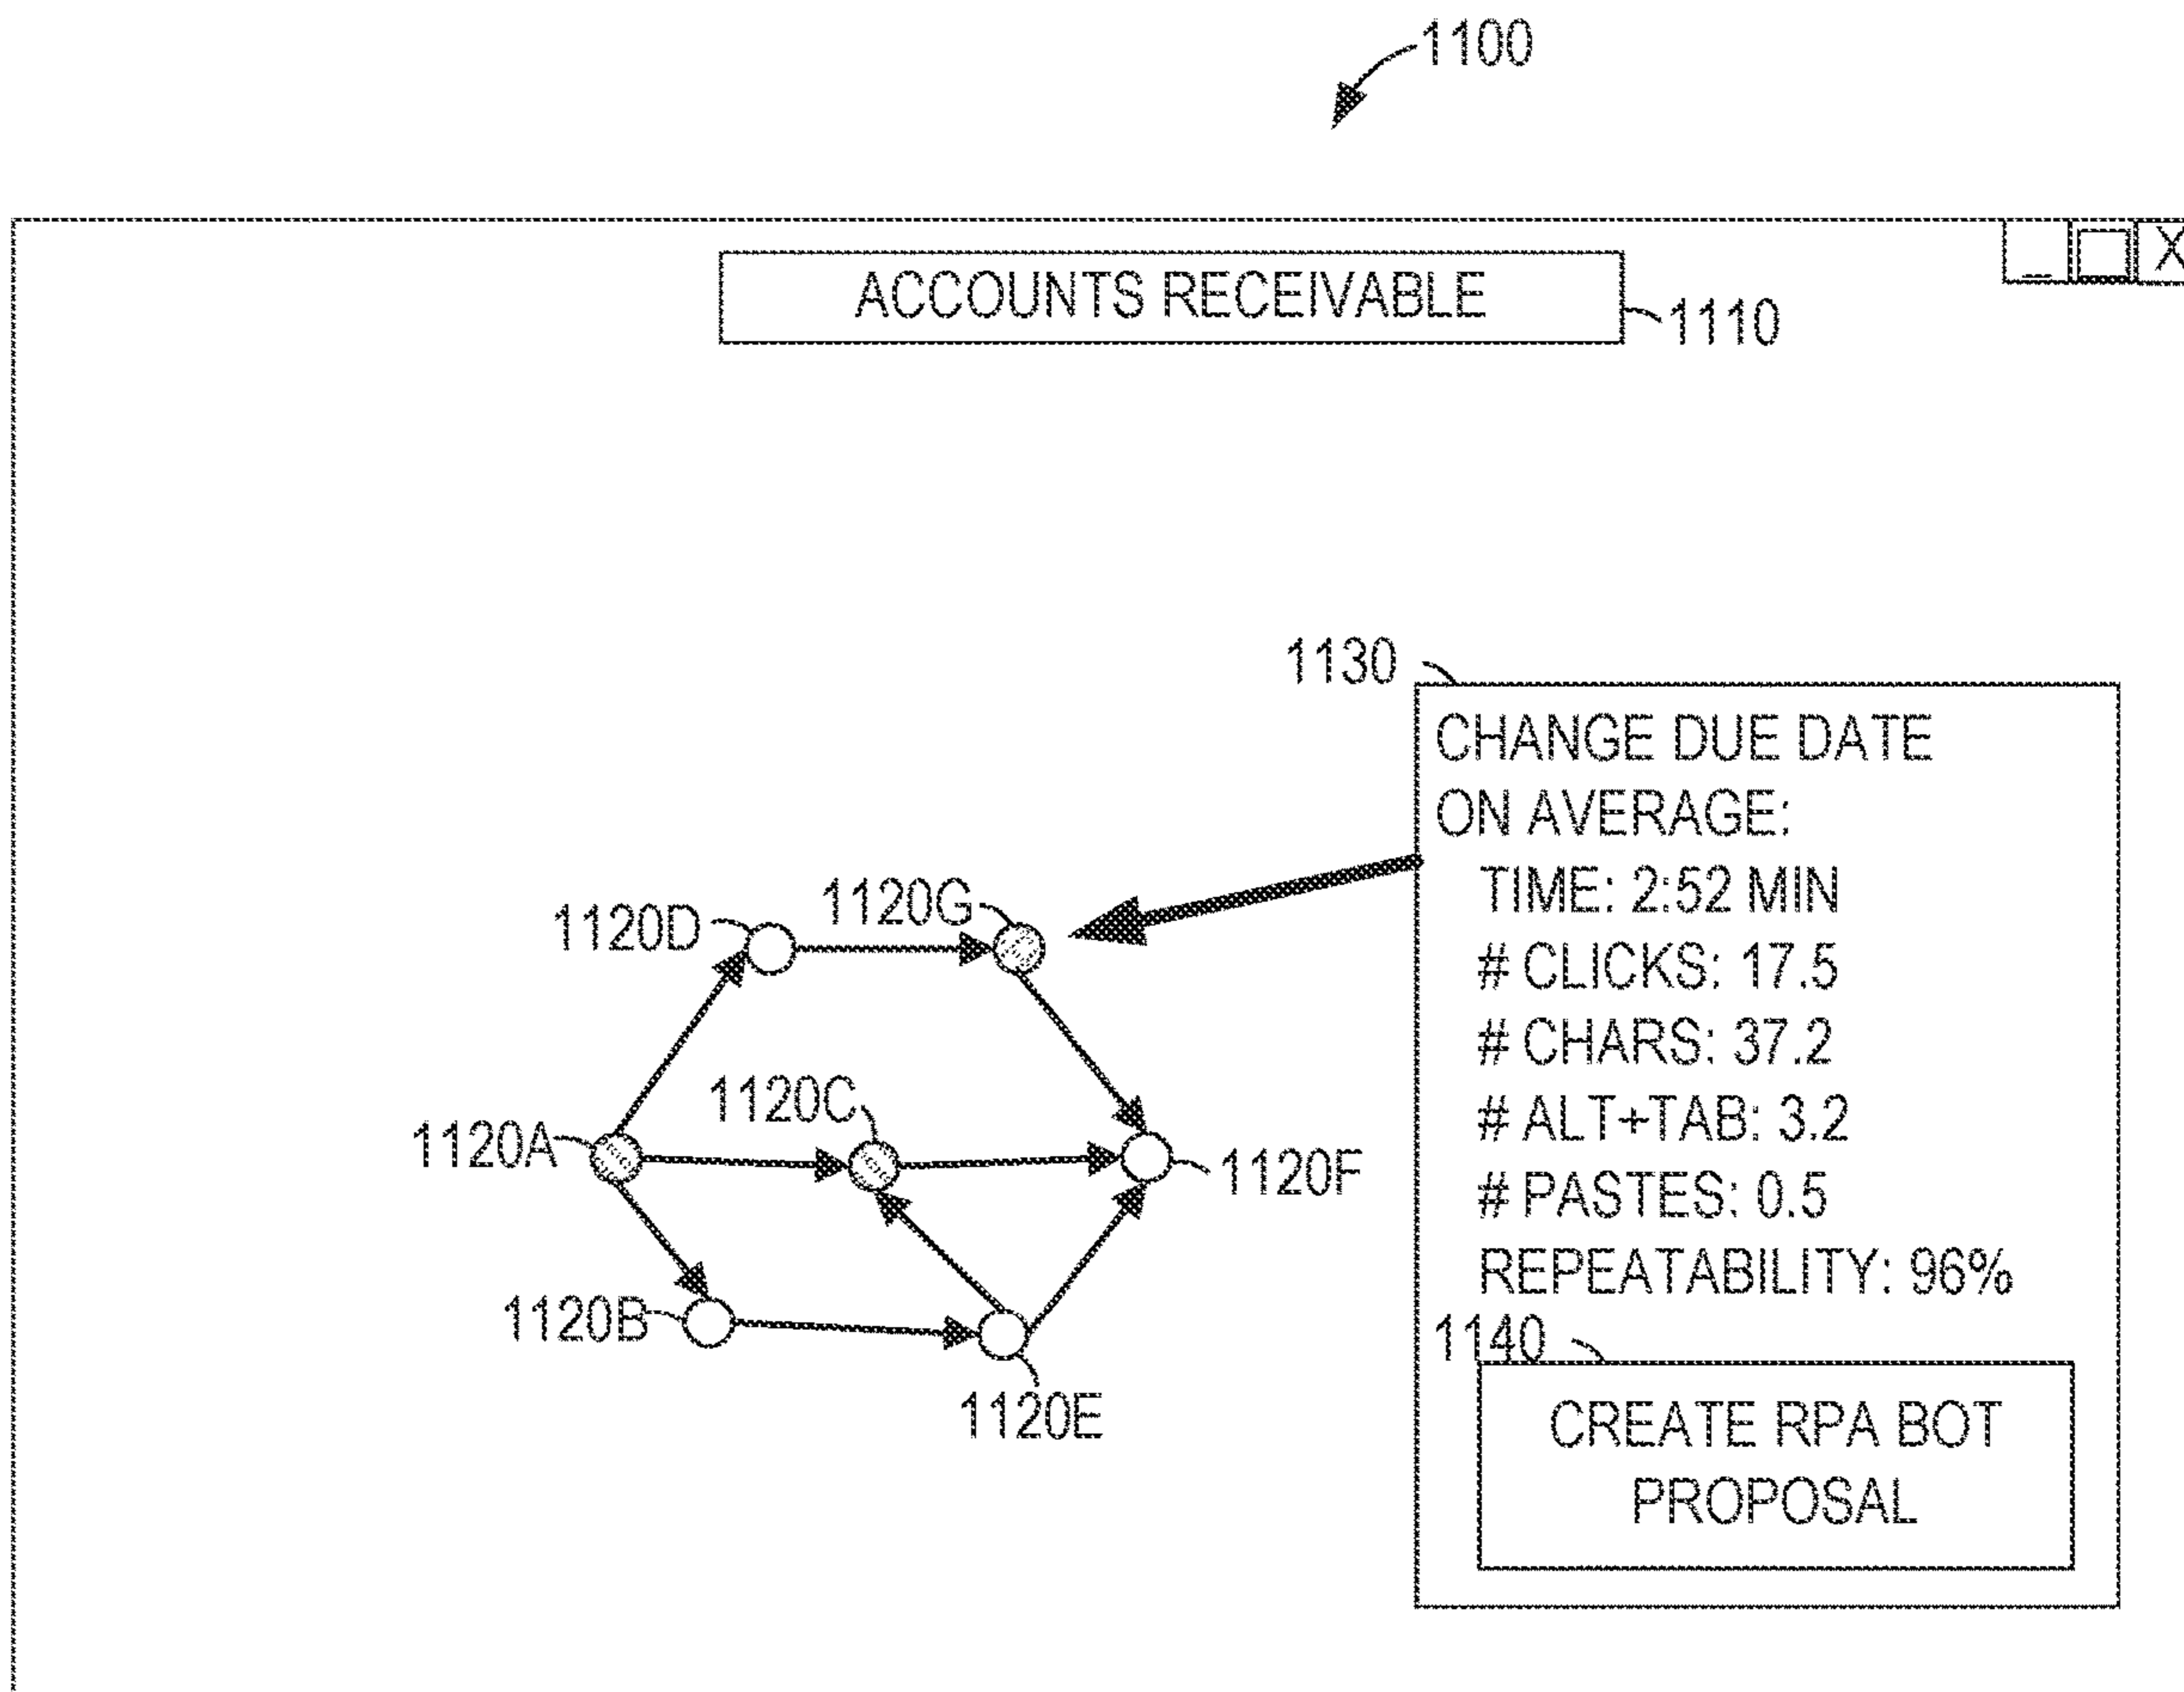 1100
_ X
ACCOUNTS RECEIVABLE
1110
1130
CHANGE DUE DATE
ON AVERAGE:
TIME: 2:52 MIN
# CLICKS: 17.5
# CHARS: 37.2
# ALT+TAB: 3.2
# PASTES: 0.5
REPEATABILITY: 96%
1140
CREATE RPA BOT
PROPOSAL
1120D
1120G
1120A
1120C
1120F
1120B
1120E